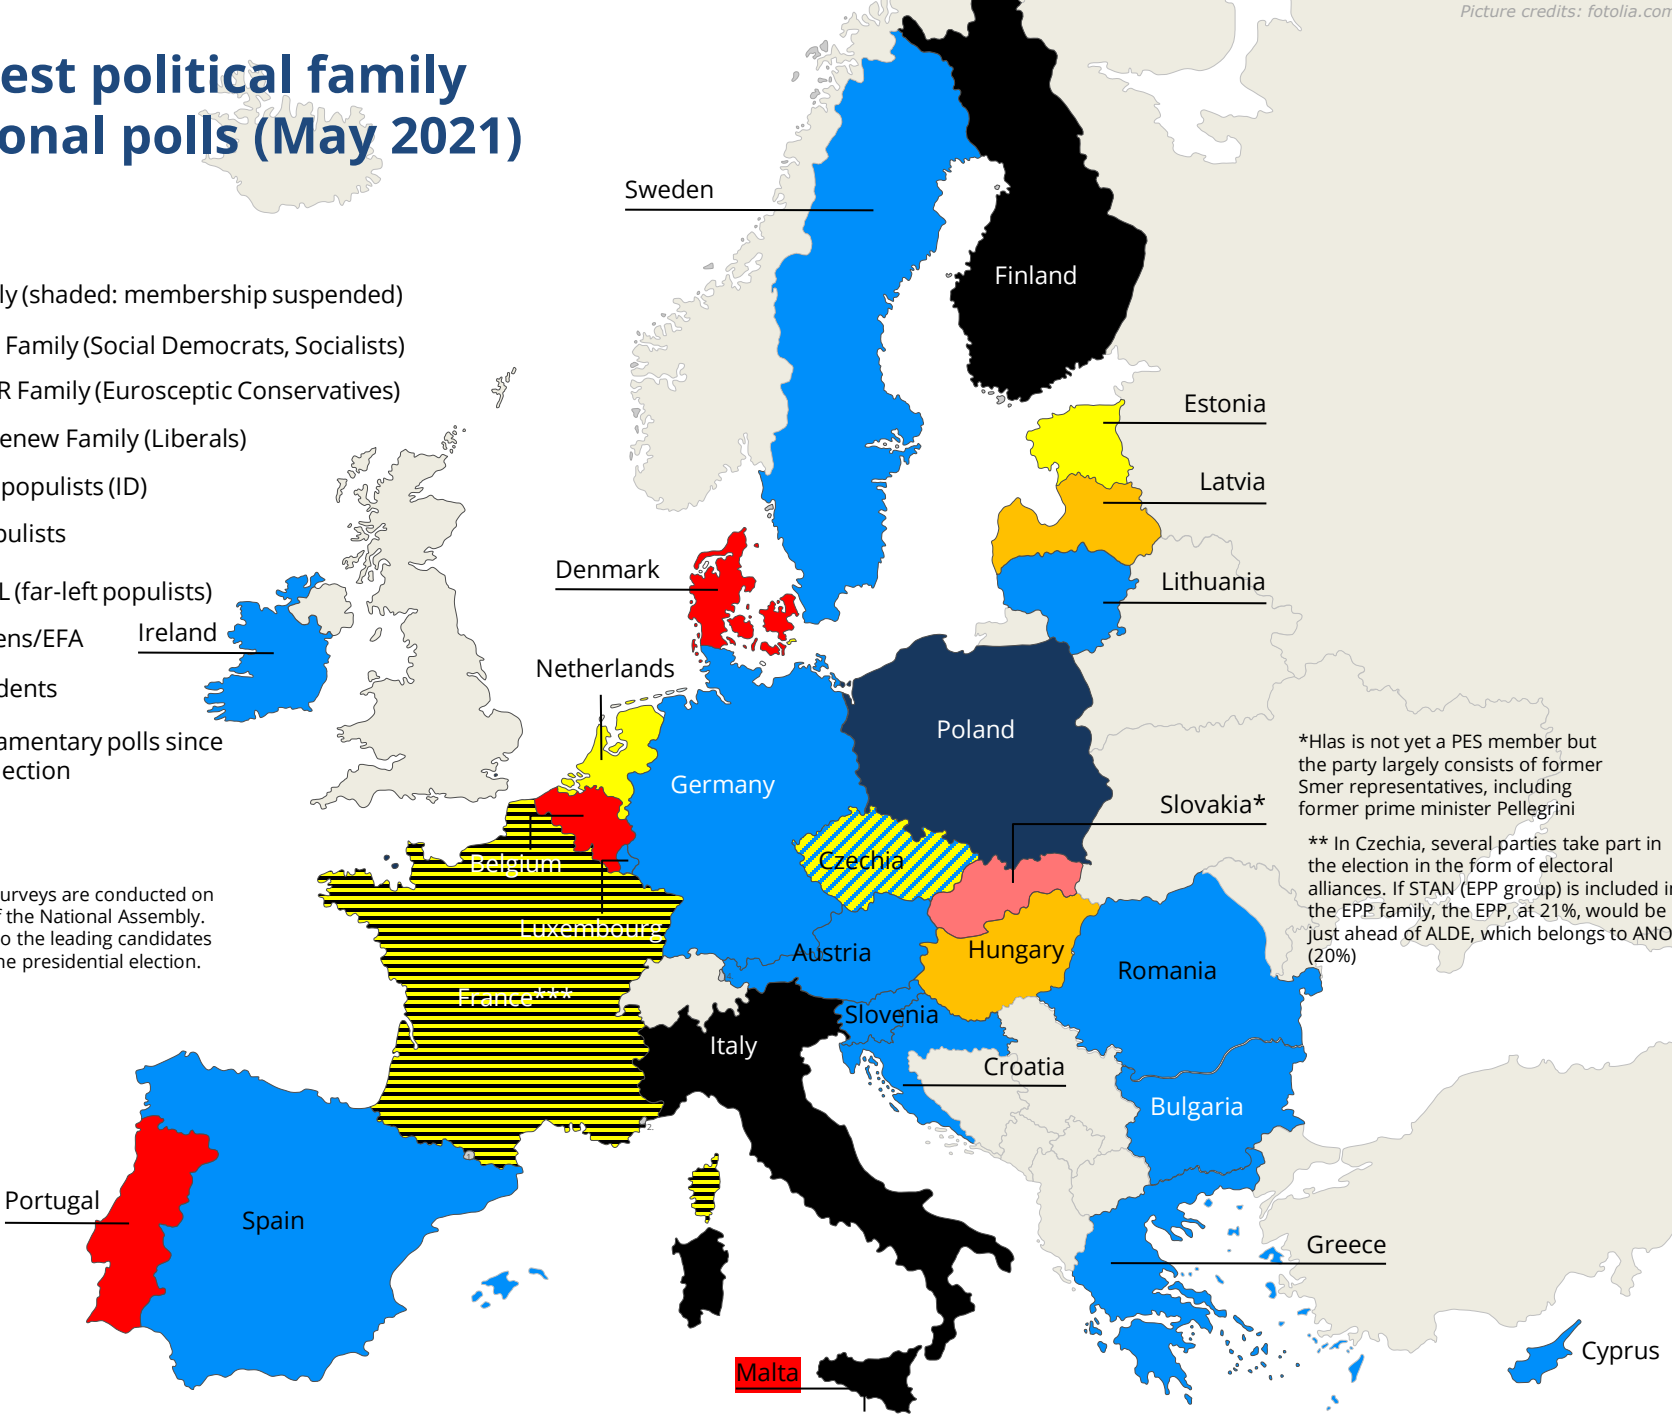 Picture credits: fotolia.com
est political family
onal polls (May 2021)
ly (shaded: membership suspended)
Family (Social Democrats, Socialists)
R Family (Eurosceptic Conservatives)
enew Family (Liberals)
populists (ID)
pulists
L (far-left populists)
ens/EFA
dents
amentary polls since
lection
urveys are conducted on
f the National Assembly.
o the leading candidates
he presidential election.
Sweden
Finland
Estonia
Latvia
Lithuania
Denmark
Ireland
Netherlands
Poland
Germany
Slovakia*
Czechia
Belgium
Luxembourg
Austria
Hungary
Romania
France***
Slovenia
Italy
Croatia
Bulgaria
Portugal
Spain
Greece
Malta
Cyprus
*Hlas is not yet a PES member but
the party largely consists of former
Smer representatives, including
former prime minister Pellegrini
** In Czechia, several parties take part in
the election in the form of electoral
alliances. If STAN (EPP group) is included in
the EPP family, the EPP, at 21%, would be
just ahead of ALDE, which belongs to ANO
(20%)